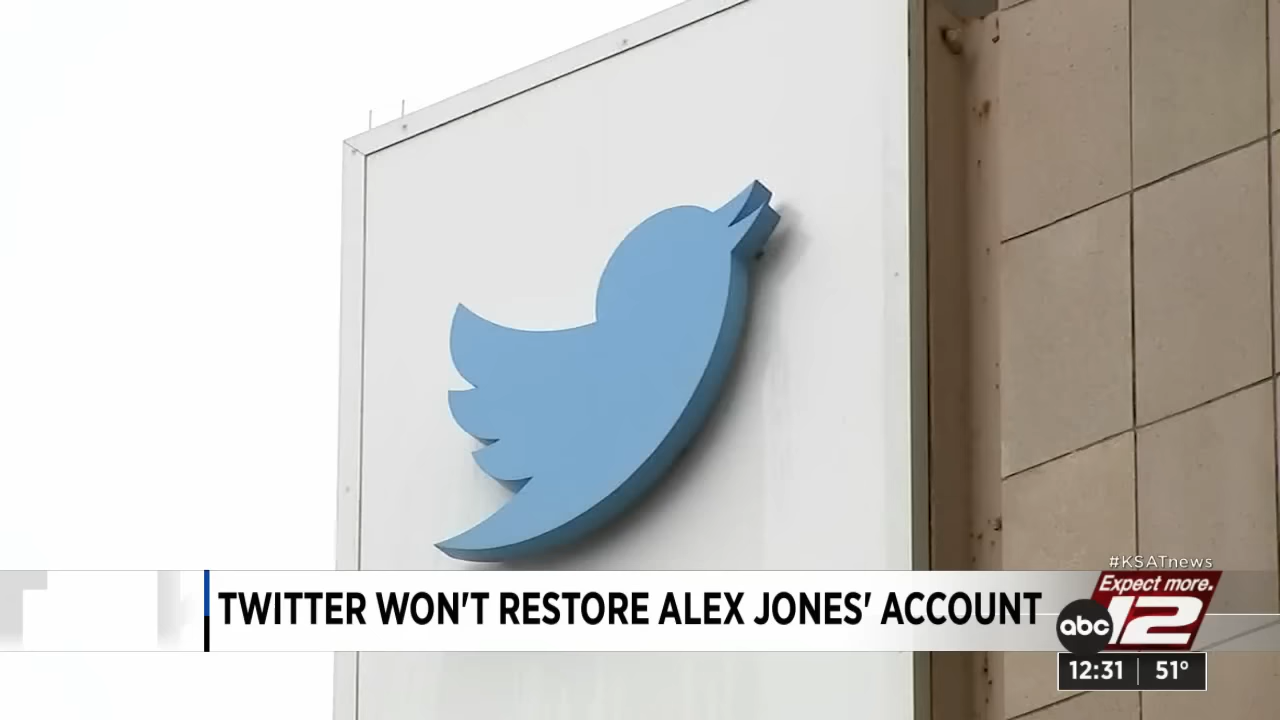 #KSATnews
TWITTER WON'T RESTORE ALEX JONES' ACCOUNT
Expect more.
abc 12
12:31 51°